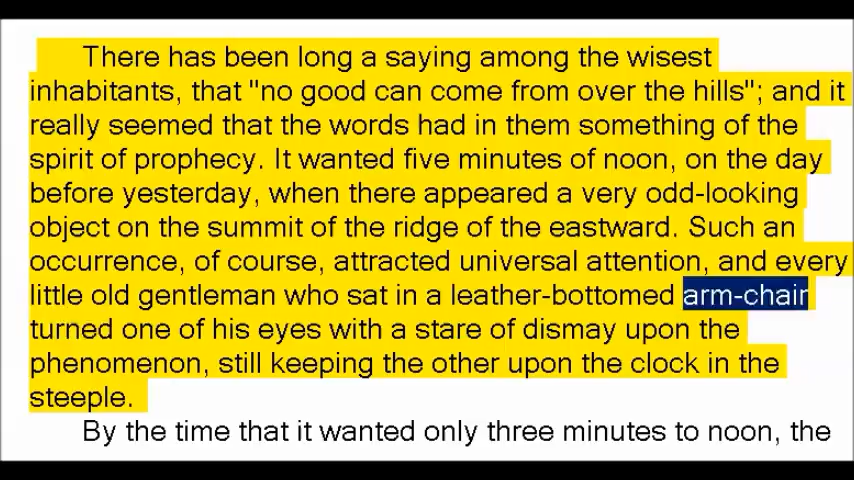 There has been long a saying among the wisest
inhabitants, that "no good can come from over the hills"; and it
really seemed that the words had in them something of the
spirit of prophecy. It wanted five minutes of noon, on the day
before yesterday, when there appeared a very odd-looking
object on the summit of the ridge of the eastward. Such an
occurrence, of course, attracted universal attention, and every
little old gentleman who sat in a leather-bottomed arm-chair
turned one of his eyes with a stare of dismay upon the
phenomenon, still keeping the other upon the clock in the
steeple.
By the time that it wanted only three minutes to noon, the